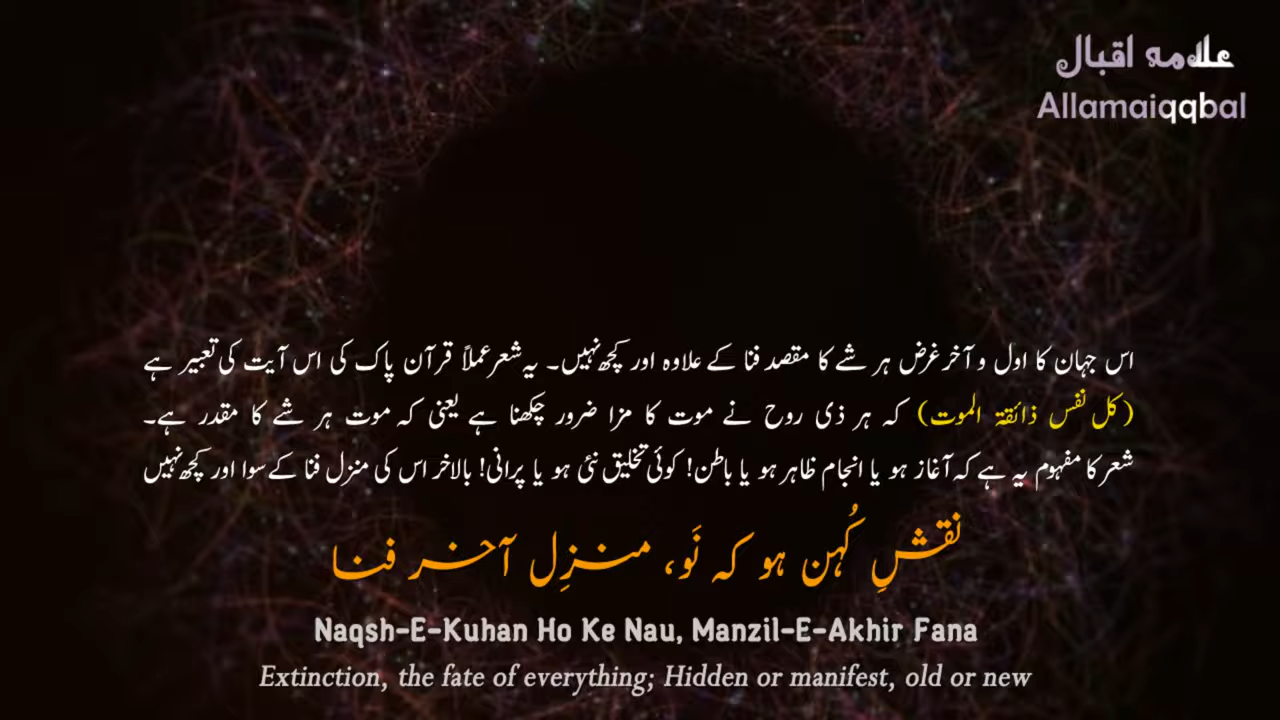 علامہ اقبال
Allamaiqqbal
اس جہان کا اول و آخر غرض ہر شے کا مقصد فنا کے علاوہ اور کچھ نہیں۔ یہ شعر عملاً قرآن پاک کی اس آیت کی تعبیر ہے
(کل نفس ذائقۃ الموت) کہ ہر ذی روح نے موت کا مزا ضرور چکھنا ہے یعنی کہ موت ہر شے کا مقدر ہے۔
شعر کا مفہوم یہ ہے کہ آغاز ہو یا انجام ظاہر ہو یا باطن! کوئی تخلیق نئی ہو یا پرانی! بالاخر اس کی منزل فنا کے سوا اور کچھ نہیں
نقشِ کُہن ہو کہ نَو، منزِل آخر فنا
Naqsh-E-Kuhan Ho Ke Nau, Manzil-E-Akhir Fana
Extinction, the fate of everything; Hidden or manifest, old or new